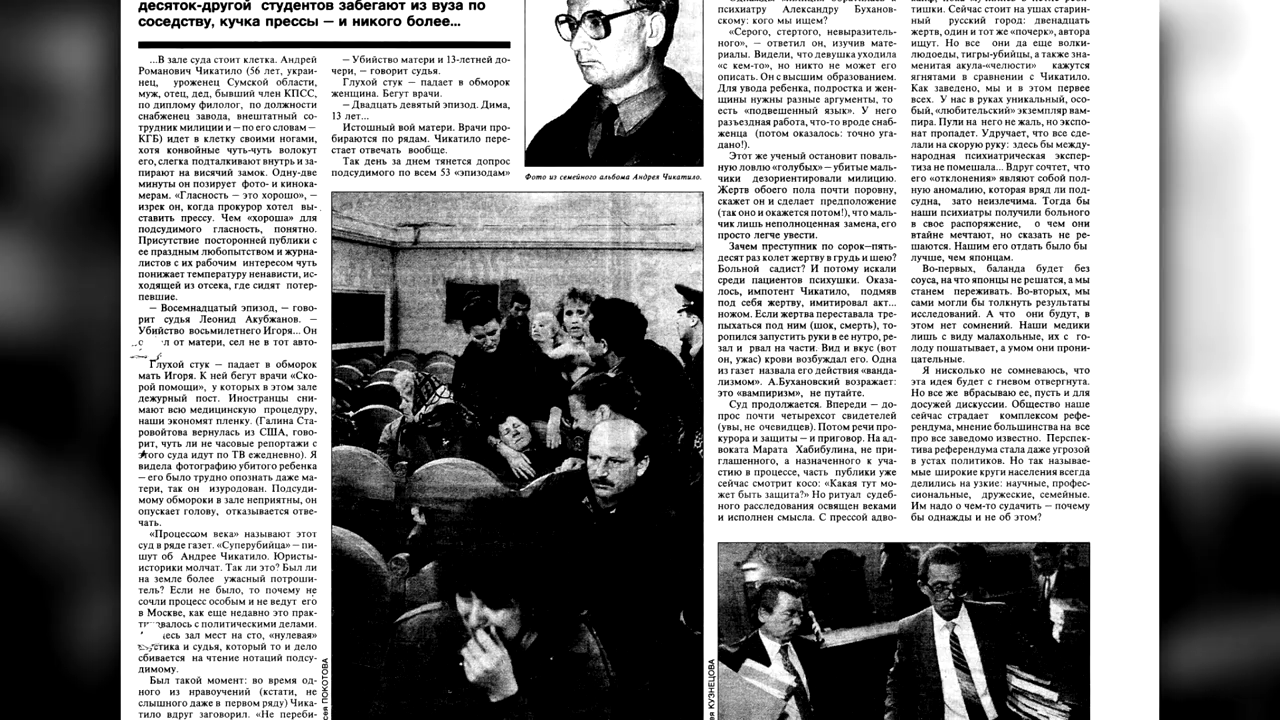 десяток-другой студентов забегают из вуза по
соседству, кучка прессы — и никого более...
...В зале суда стоит клетка. Андрей
Романович Чикатило (56 лет, украи-
нец, уроженец Сумской области,
муж, отец, дед, бывший член КПСС,
по диплому филолог, по должности
снабженец завода, внештатный со-
трудник милиции и — по его словам —
КГБ) идет в клетку своими ногами,
хотя конвойные чуть-чуть волокут
его, слегка подталкивают внутрь и за-
пирают на висячий замок. Одну-две
минуты он позирует фото- и кинока-
мерам. «Гласность — это хорошо», —
изрек он, когда прокурор хотел вы-
ставить прессу. Чем «хороша» для
подсудимого гласность, понятно.
Присутствие посторонней публики с
ее праздным любопытством и журна-
листов с их рабочим интересом чуть
понижает температуру ненависти, ис-
ходящей из отсека, где сидят потер-
певшие.
— Восемнадцатый эпизод, — гово-
рит судья Леонид Акубжанов. —
Убийство восьмилетнего Игоря... Он
л от матери, сел не в тот авто-
Глухой стук — падает в обморок
мать Игоря. К ней бегут врачи «Ско-
рой помощи», у которых в этом зале
дежурный пост. Иностранцы сни-
мают всю медицинскую процедуру,
наши экономят пленку. (Галина Ста-
ровойтова вернулась из США, гово-
рит, чуть ли не часовые репортажи с
этого суда идут по ТВ ежедневно). Я
видела фотографию убитого ребенка
— его было трудно опознать даже ма-
тери, так он изуродован. Подсуди-
мому обмороки в зале неприятны, он
опускает голову, отказывается отве-
чать.
«Процессом века» называют этот
суд в ряде газет. «Суперубийца» — пи-
шут об Андрее Чикатило. Юристы-
историки молчат. Так ли это? Был ли
на земле более ужасный потроши-
тель? Если не было, то почему не
сочли процесс особым и не ведут его
в Москве, как еще недавно это прак-
валось с политическими делами.
есь зал мест на сто, «нулевая»
стика и судья, который то и дело
сбивается на чтение нотаций подсу-
димому.
Был такой момент: во время од-
ного из нравоучений (кстати, не
слышного даже в первом ряду) Чика-
тило вдруг заговорил. «Не переби-
— Убийство матери и 13-летней до-
чери, — говорит судья.
Глухой стук — падает в обморок
женщина. Бегут врачи.
— Двадцать девятый эпизод. Дима,
13 лет...
Истошный вой матери. Врачи про-
бираются по рядам. Чикатило пере-
стает отвечать вообще.
Так день за днем тянется допрос
подсудимого по всем 53 «эпизодам»
Фото из семейного альбома Андрея Чикатило.
ПОКОТОВА
психиатру Александру Буханов-
скому: кого мы ищем?
«Серого, стертого, невыразитель-
ного», — ответил он, изучив мате-
риалы. Видели, что девушка уходила
«с кем-то», но никто не может его
описать. Он с высшим образованием.
Для увода ребенка, подростка и жен-
щины нужны разные аргументы, то
есть «подвешенный язык». У него
разъездная работа, что-то вроде снаб-
женца (потом оказалось: точно уга-
дано!).
Этот же ученый остановит поваль-
ную ловлю «голубых» — убитые маль-
чики дезориентировали милицию.
Жертв обоего пола почти поровну,
скажет он и сделает предположение
(так оно и окажется потом!), что маль-
чик лишь неполноценная замена, его
просто легче увести.
Зачем преступник по сорок—пять-
десят раз колет жертву в грудь и шею?
Больной садист? И потому искали
среди пациентов психушки. Оказа-
лось, импотент Чикатило, подмяв
под себя жертву, имитировал акт...
ножом. Если жертва переставала тре-
пыхаться под ним (шок, смерть), то-
ропился запустить руки в ее нутро, ре-
зал и рвал на части. Вид и вкус (вот
он, ужас) крови возбуждал его. Одна
из газет назвала его действия «ванда-
лизмом». А.Бухановский возражает:
это «вампиризм», не путайте.
Суд продолжается. Впереди — до-
прос почти четырехсот свидетелей
(увы, не очевидцев). Потом речи про-
курора и защиты — и приговор. На ад-
воката Марата Хабибулина, не при-
глашенного, а назначенного к уча-
стию в процессе, часть публики уже
сейчас смотрит косо: «Какая тут мо-
жет быть защита?» Но ритуал судеб-
ного расследования освящен веками
и исполнен смысла. С прессой адво-
тишки. Сейчас стоит на ушах старин-
ный русский город: двенадцать
жертв, один и тот же «почерк», автора
ищут. Но все они да еще волки-
людоеды, тигры-убийцы, а также зна-
менитая акула-«челюсти» кажутся
ягнятами в сравнении с Чикатило.
Как заведено, мы и в этом первее
всех. У нас в руках уникальный, осо-
бый, «любительский» экземпляр вам-
пира. Пули на него не жаль, но экспо-
нат пропадет. Удручает, что все сде-
лали на скорую руку: здесь бы между-
народная психиатрическая экспер-
тиза не помешала... Вдруг сочтет, что
его «отклонения» являют собой пол-
ную аномалию, которая вряд ли под-
судна, зато неизлечима. Тогда бы
наши психиатры получили больного
в свое распоряжение, о чем они
втайне мечтают, но сказать не ре-
шаются. Нашим его отдать было бы
лучше, чем японцам.
Во-первых, баланда будет без
соуса, на что японцы не решатся, а мы
станем переживать. Во-вторых, мы
сами могли бы толкнуть результаты
исследований. А что они будут, в
этом нет сомнений. Наши медики
лишь с виду малахольные, их с го-
лоду пошатывает, а умом они прони-
цательные.
Я нисколько не сомневаюсь, что
эта идея будет с гневом отвергнута.
Но все же вбрасываю ее, пусть и для
досужей дискуссии. Общество наше
сейчас страдает комплексом рефе-
рендума, мнение большинства на все
про все заведомо известно. Перспек-
тива референдума стала даже угрозой
в устах политиков. Но так называе-
мые широкие круги населения всегда
делились на узкие: научные, профес-
сиональные, дружеские, семейные.
Им надо о чем-то судачить — почему
бы однажды и не об этом?
КУЗНЕЦОВА